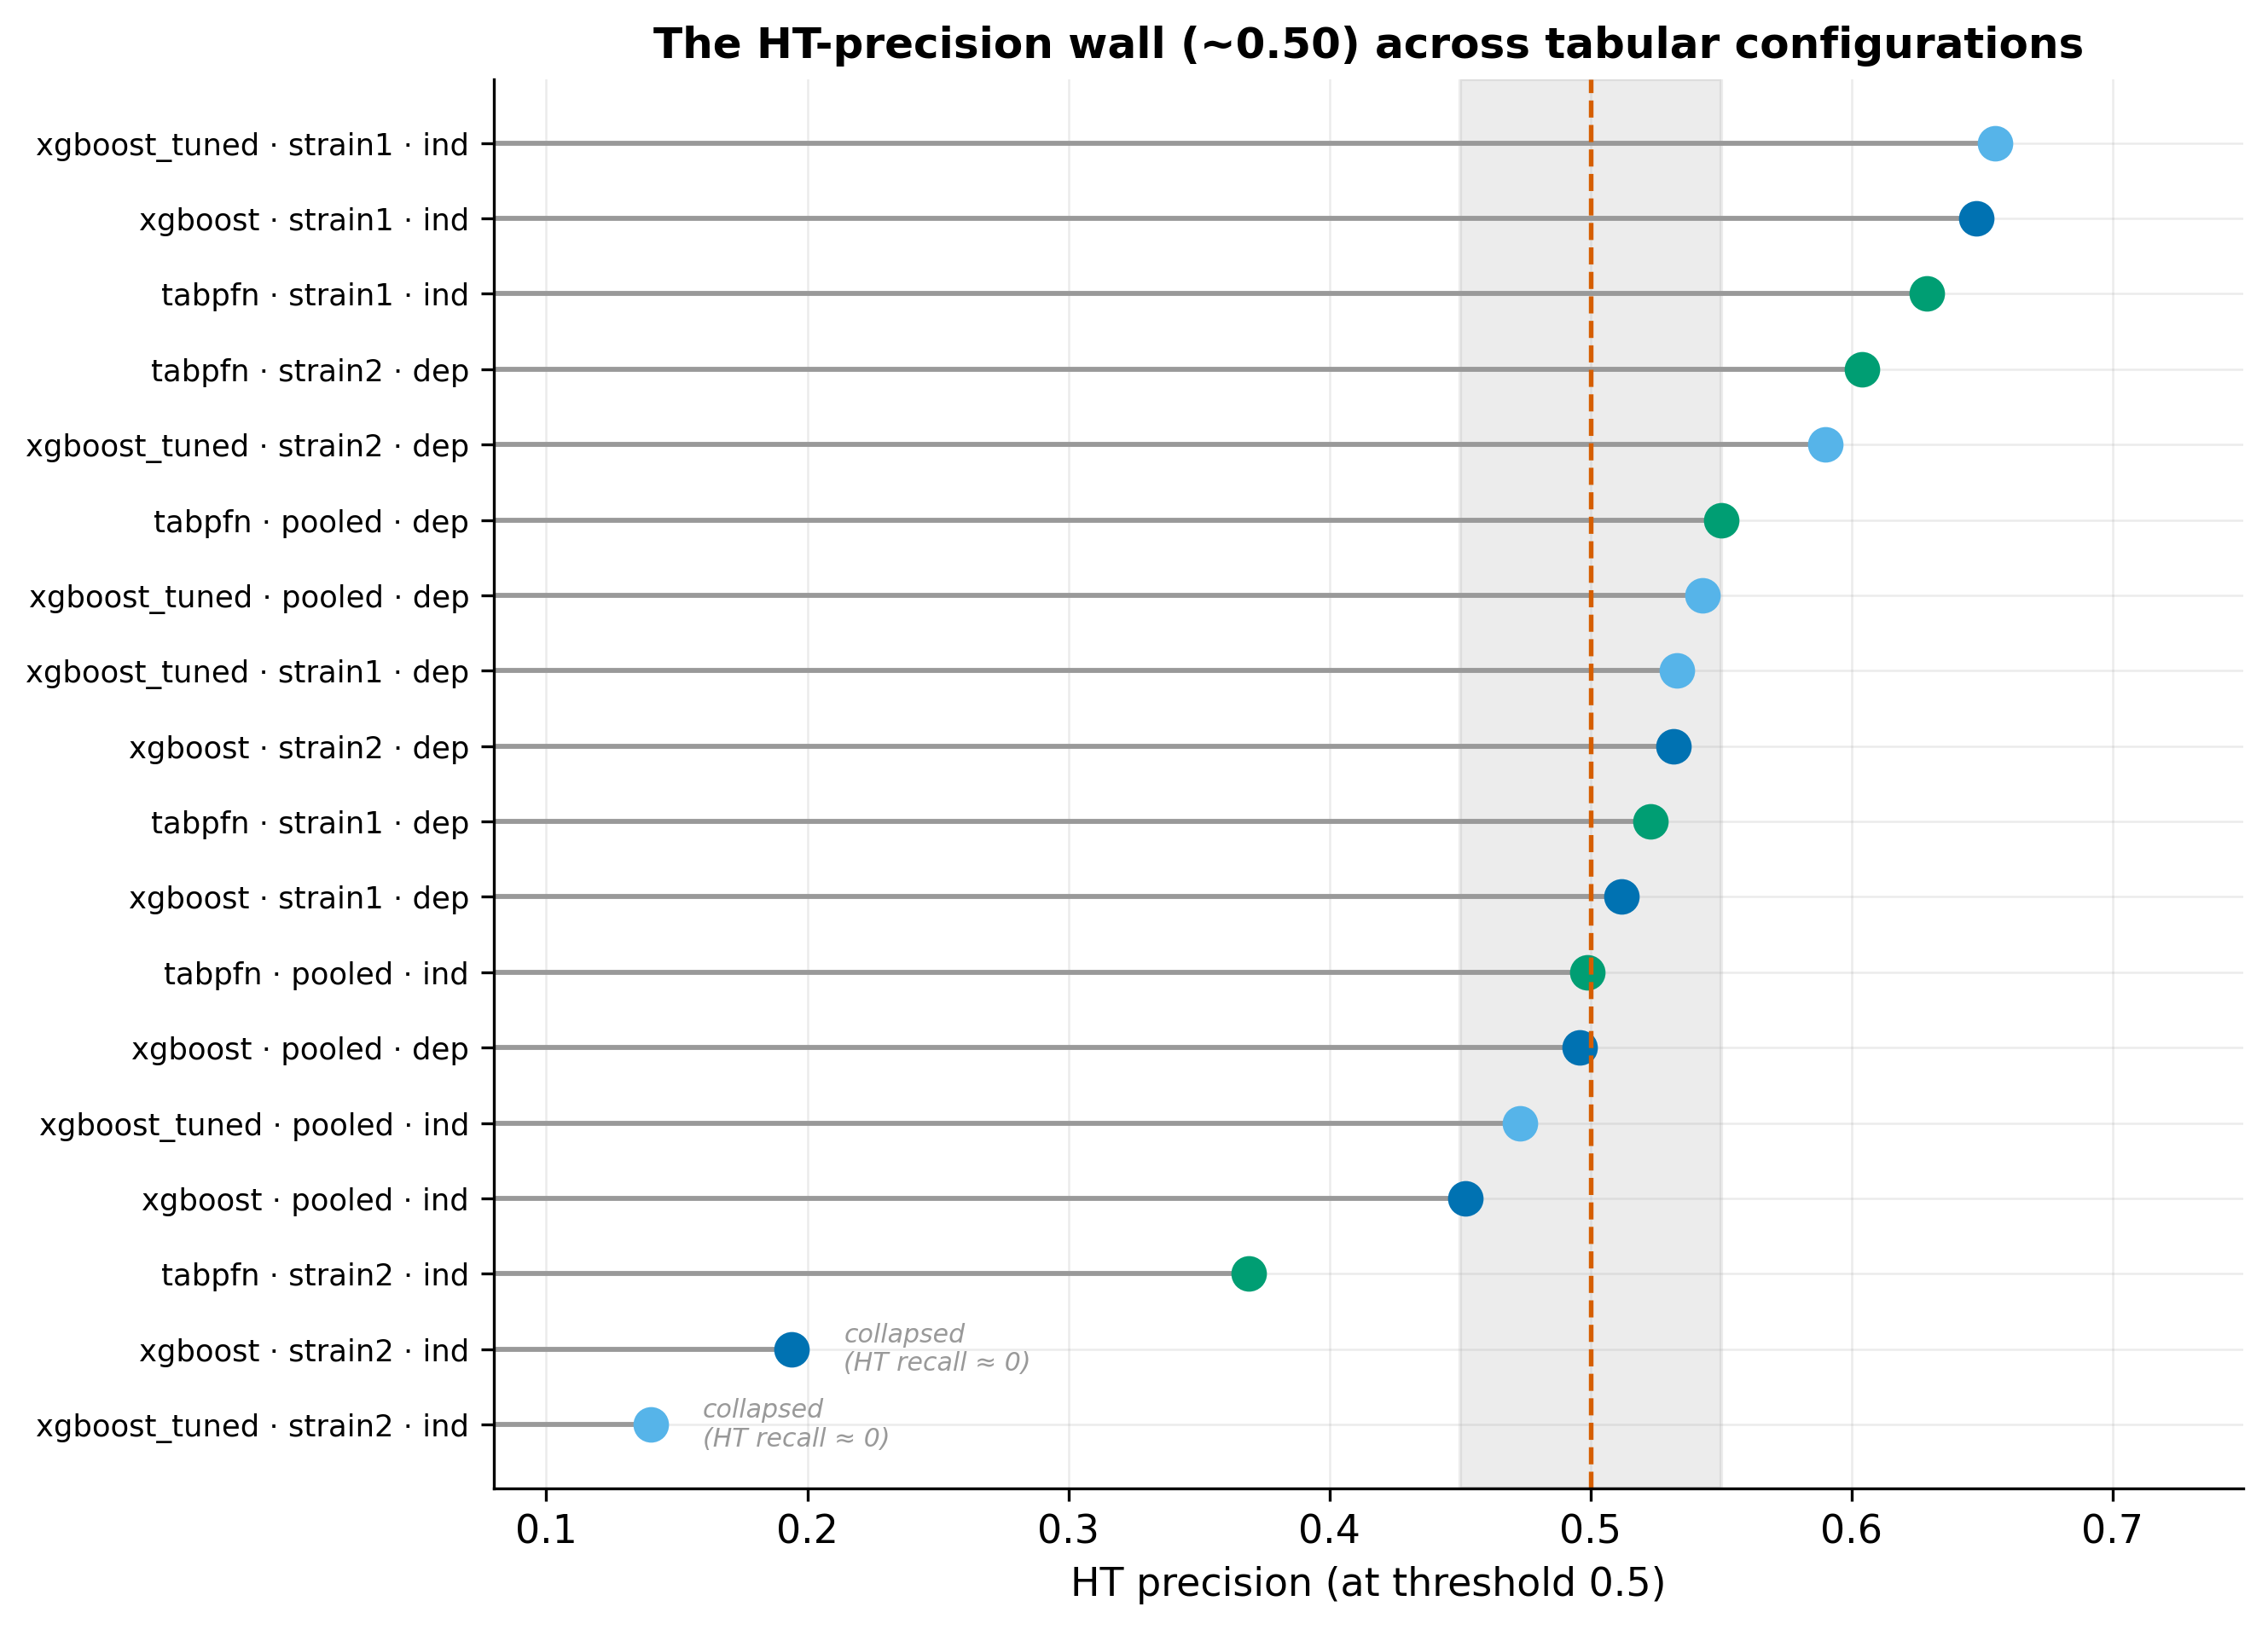 The HT-precision wall (~0.50) across tabular configurations
xgboost_tuned · strain1 · ind
xgboost · strain1 · ind
tabpfn · strain1 · ind
tabpfn · strain2 · dep
xgboost_tuned · strain2 · dep
tabpfn · pooled · dep
xgboost_tuned · pooled · dep
xgboost_tuned · strain1 · dep
xgboost · strain2 · dep
tabpfn · strain1 · dep
xgboost · strain1 · dep
tabpfn · pooled · ind
xgboost · pooled · dep
xgboost_tuned · pooled · ind
xgboost · pooled · ind
tabpfn · strain2 · ind
xgboost · strain2 · ind
collapsed
(HT recall ≈ 0)
xgboost_tuned · strain2 · ind
collapsed
(HT recall ≈ 0)
0.1 0.2 0.3 0.4 0.5 0.6 0.7
HT precision (at threshold 0.5)